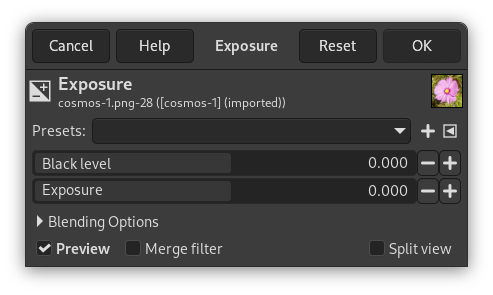 Cancel Help Exposure Reset OK
Exposure
cosmos-1.png-28 ([cosmos-1] (imported))
Presets:
Black level 0.000
Exposure 0.000
Blending Options
Preview Merge filter Split view